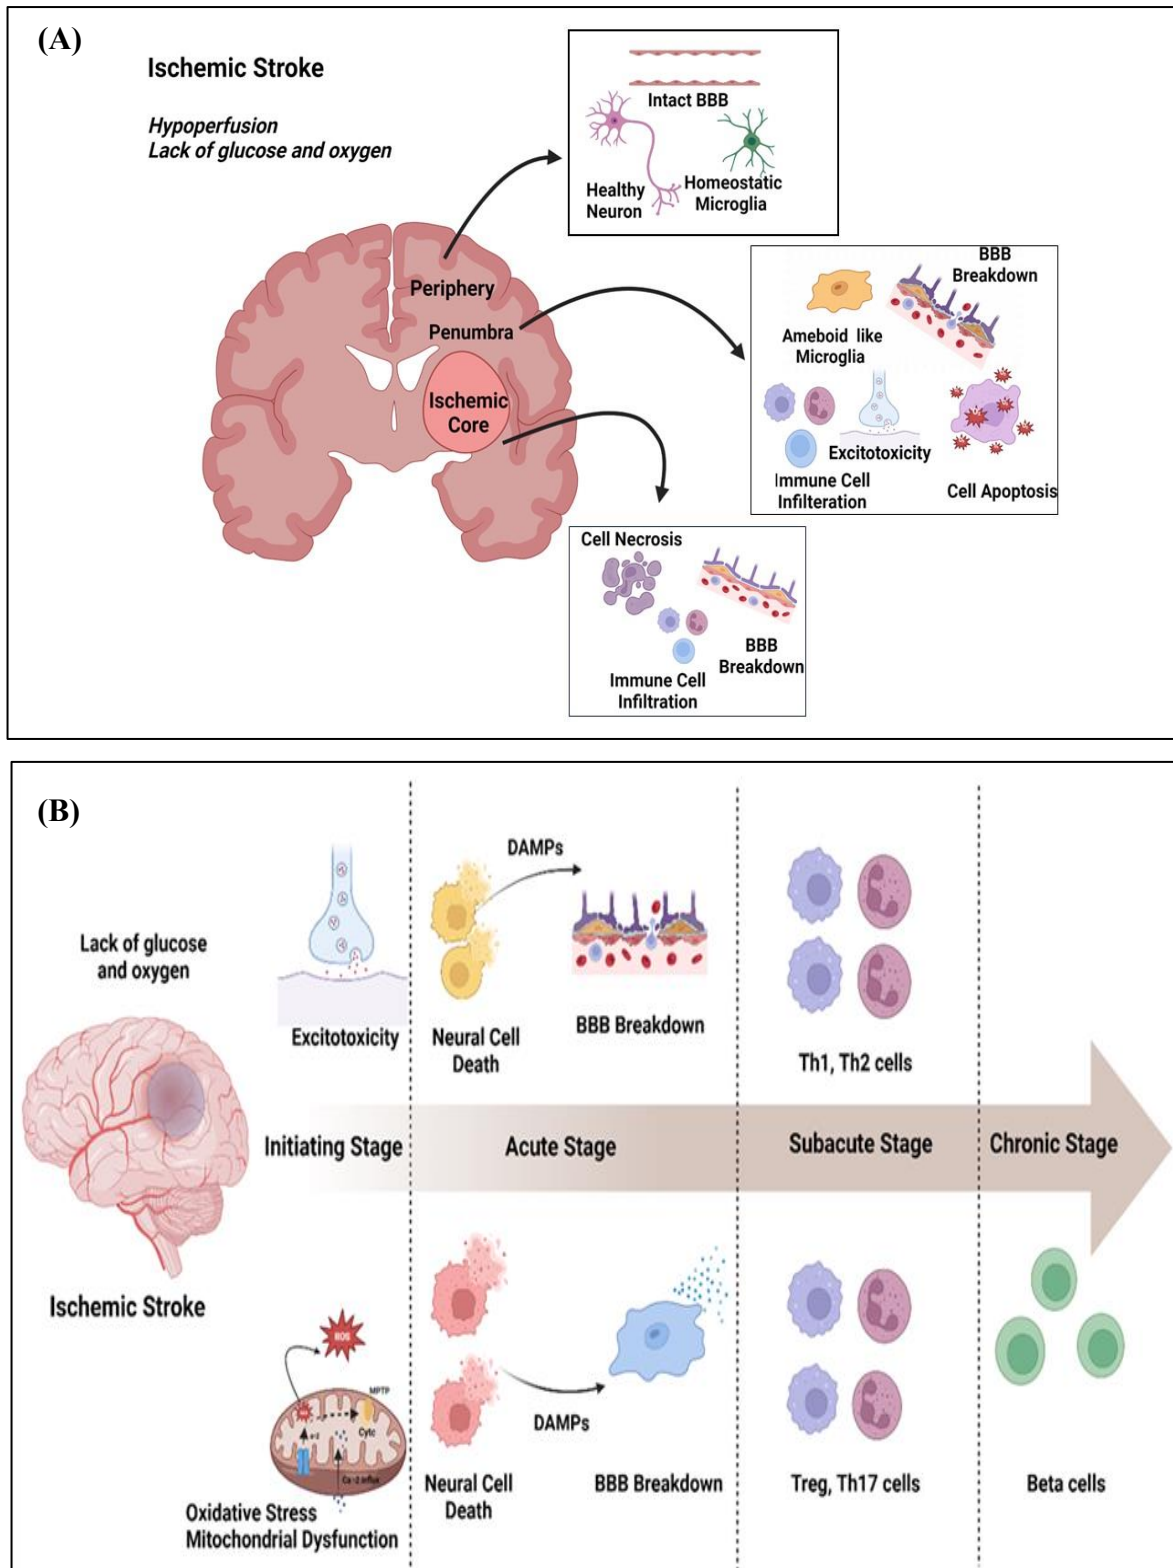 (A)
Ischemic Stroke
Hypoperfusion
Lack of glucose and oxygen
Intact BBB
Healthy
Neuron
Homeostatic
Microglia
Periphery
Penumbra
Ischemic
Core
BBB
Breakdown
Ameboid like
Microglia
Excitotoxicity
Immune Cell
Infilteration
Cell Apoptosis
Cell Necrosis
BBB
Breakdown
Immune Cell
Infiltration
(B)
Lack of glucose
and oxygen
Ischemic Stroke
Excitotoxicity
DAMPs
Neural Cell
Death
BBB Breakdown
Th1, Th2 cells
Initiating Stage
Acute Stage
Subacute Stage
Chronic Stage
ROS
MPTP
Cytc
Oxidative Stress
Mitochondrial Dysfunction
DAMPs
Neural Cell
Death
BBB Breakdown
Treg, Th17 cells
Beta cells